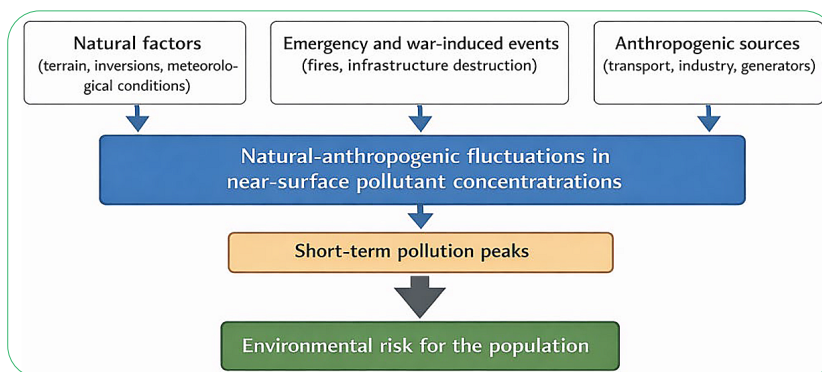 Natural factors
(terrain, inversions, meteorolo-
gical conditions)
Emergency and war-induced events
(fires, infrastructure destruction)
Anthropogenic sources
(transport, industry, generators)
Natural-anthropogenic fluctuations in
near-surface pollutant concentratrations
Short-term pollution peaks
Environmental risk for the population